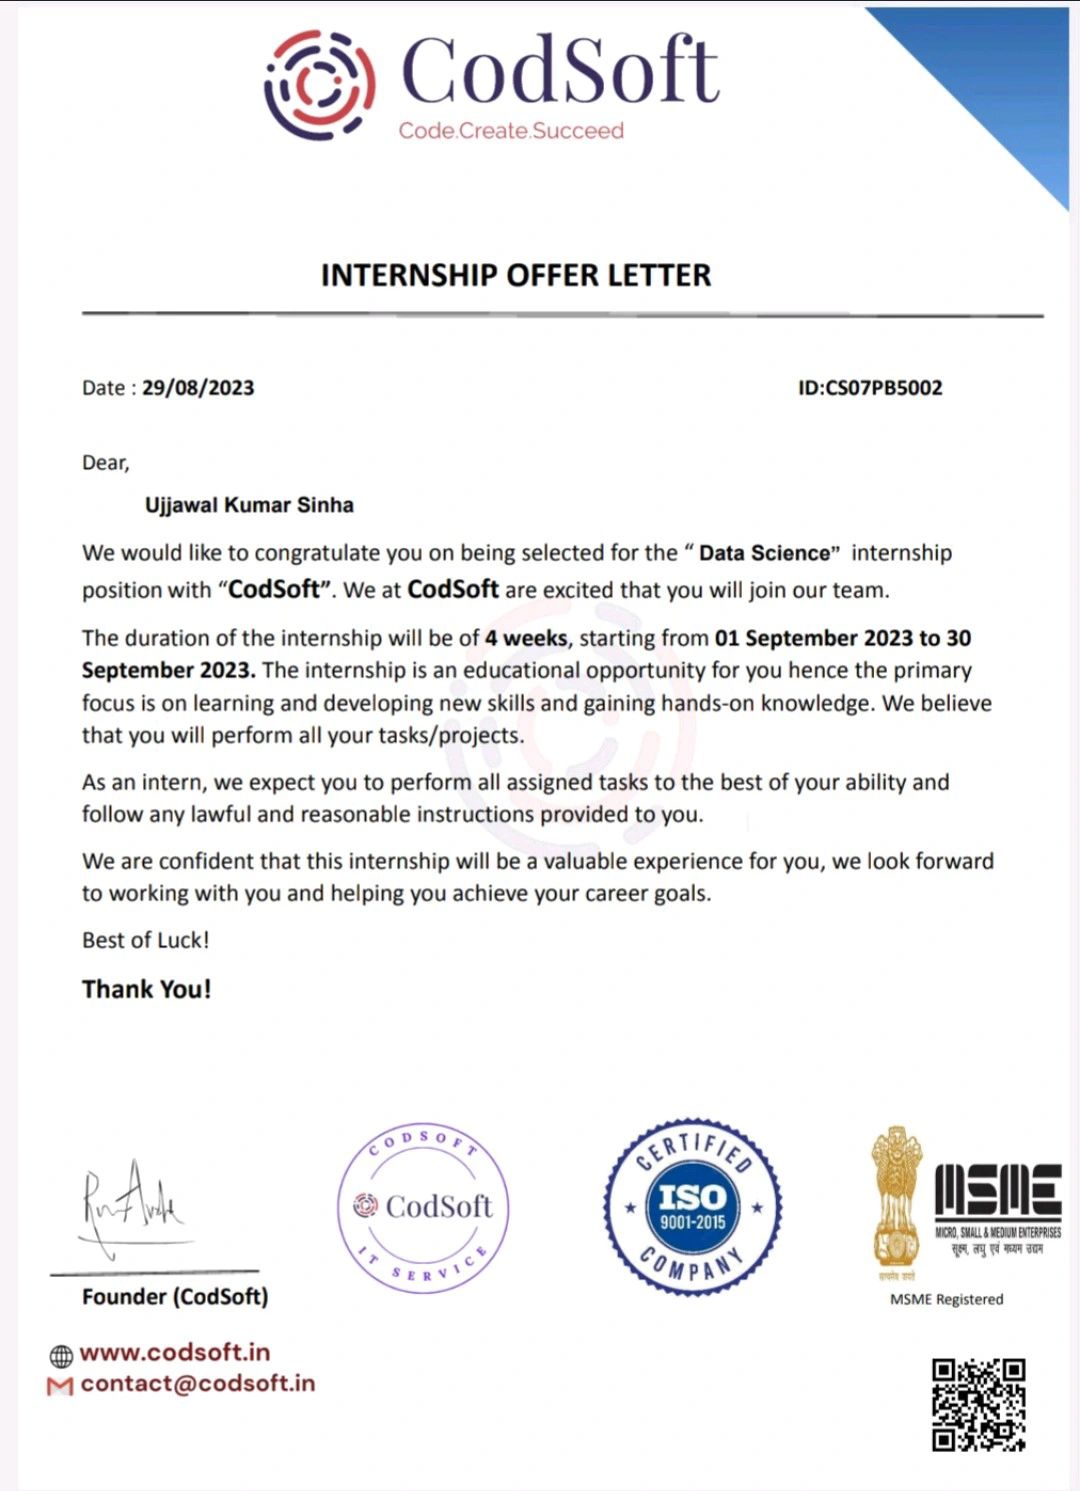 CodSoft
Code.Create.Succeed
INTERNSHIP OFFER LETTER
Date : 29/08/2023
ID:CS07PB5002
Dear,
Ujjawal Kumar Sinha
We would like to congratulate you on being selected for the “ Data Science” internship
position with “CodSoft”. We at CodSoft are excited that you will join our team.
The duration of the internship will be of 4 weeks, starting from 01 September 2023 to 30
September 2023. The internship is an educational opportunity for you hence the primary
focus is on learning and developing new skills and gaining hands-on knowledge. We believe
that you will perform all your tasks/projects.
As an intern, we expect you to perform all assigned tasks to the best of your ability and
follow any lawful and reasonable instructions provided to you.
We are confident that this internship will be a valuable experience for you, we look forward
to working with you and helping you achieve your career goals.
Best of Luck!
Thank You!
Founder (CodSoft)
CODSOFT
CodSoft
IT SERVICE
CERTIFIED
ISO
9001-2015
COMPANY
सत्यमेव जयते
MSME
MICRO, SMALL & MEDIUM ENTERPRISES
सूक्ष्म, लघु एवं मध्यम उद्यम
MSME Registered
www.codsoft.in
contact@codsoft.in